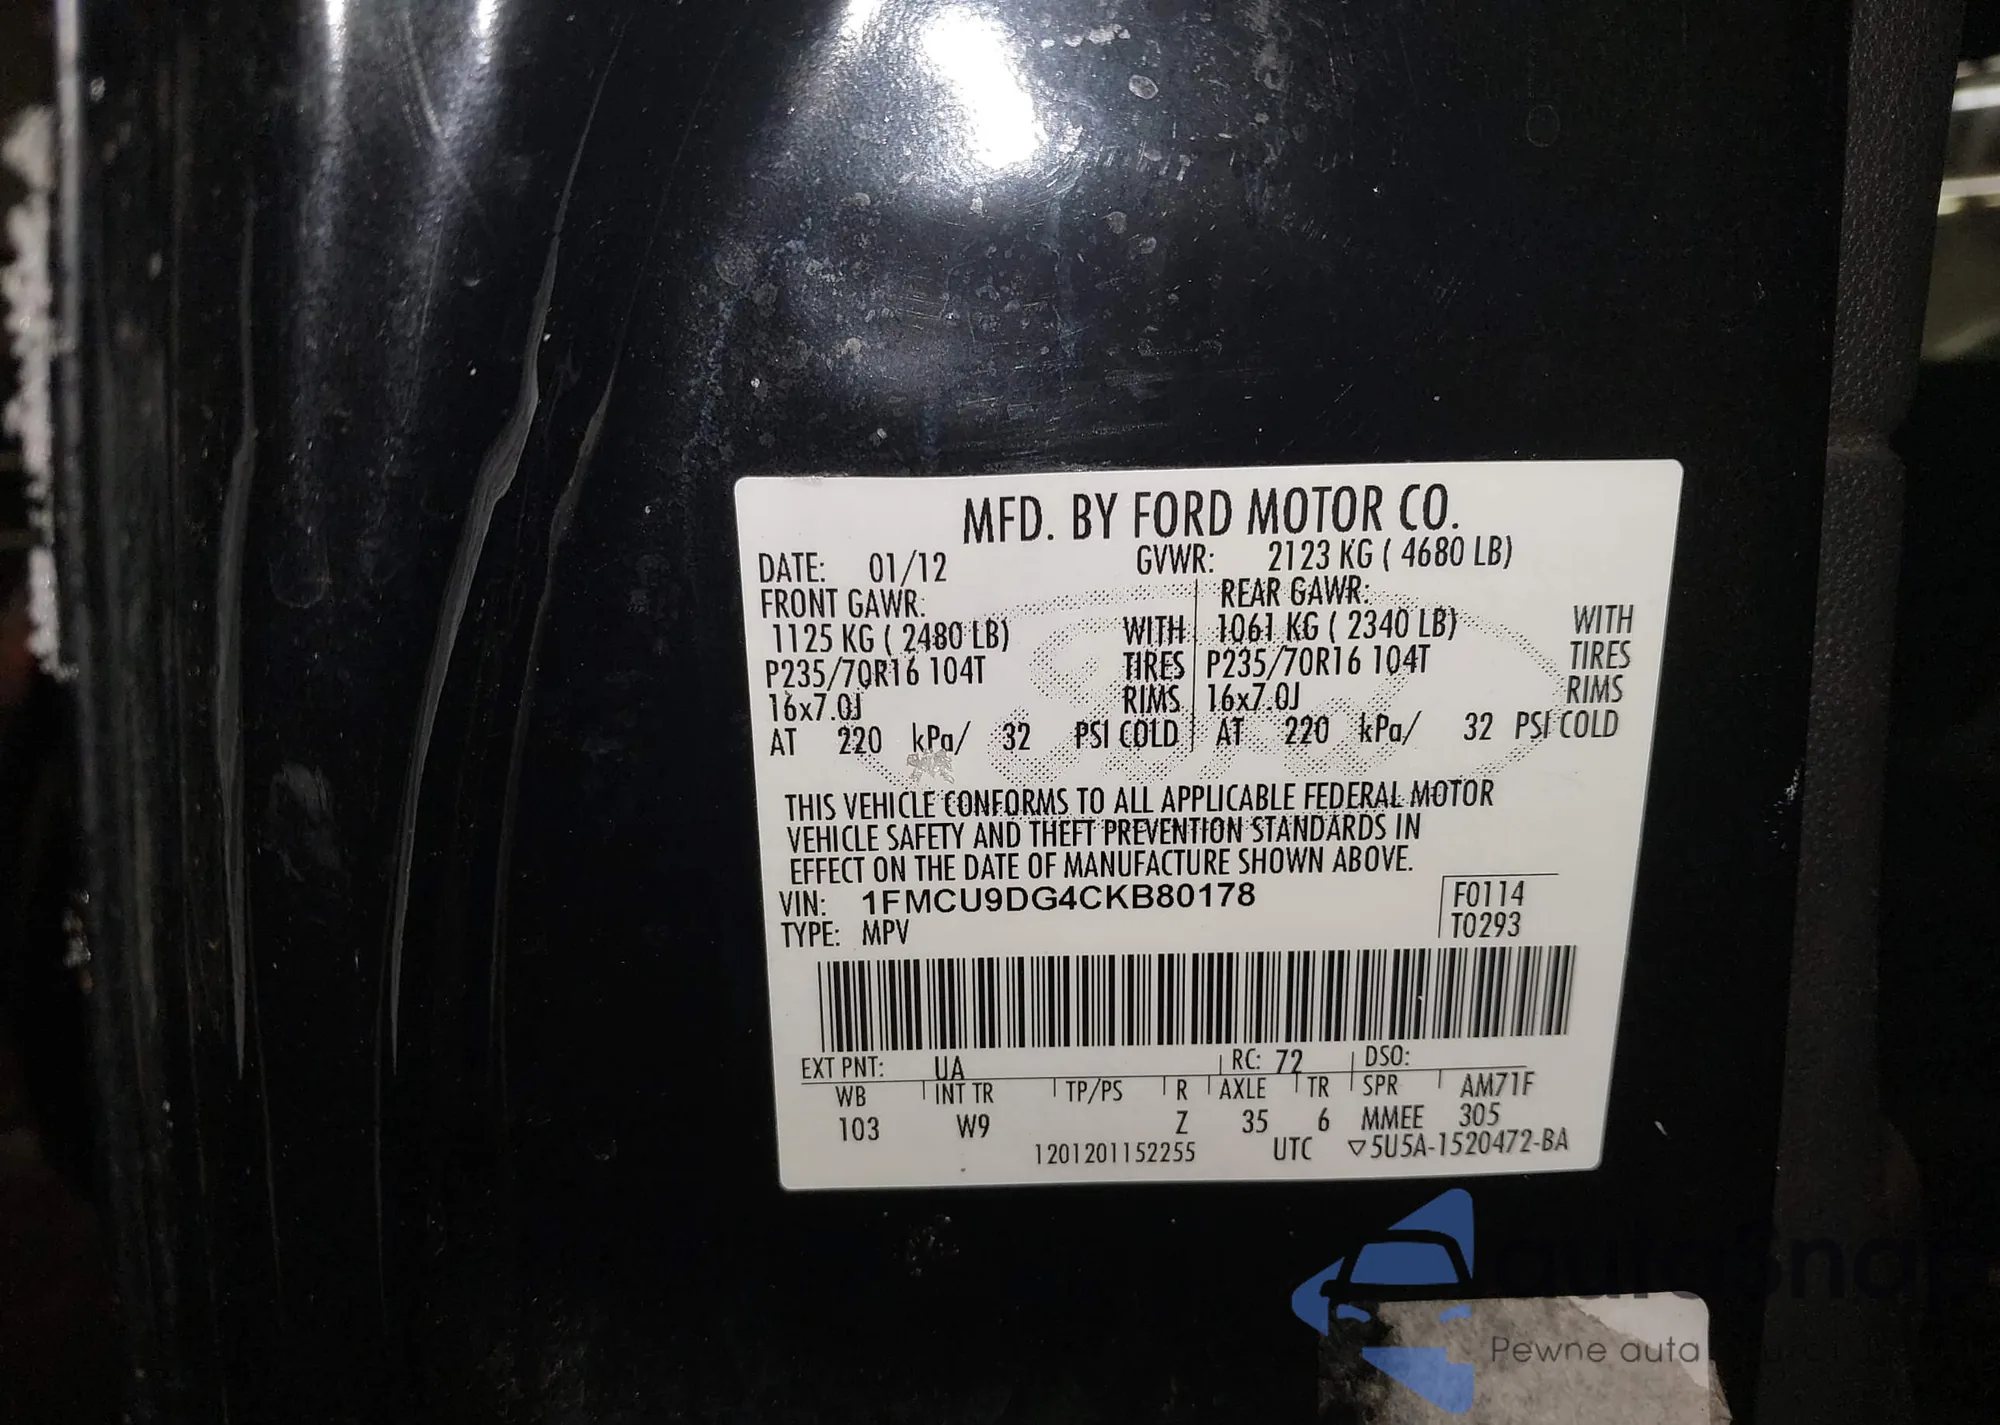 MFD. BY FORD MOTOR CO.
DATE: 01/12 GVWR: 2123 KG ( 4680 LB)
FRONT GAWR: REAR GAWR:
1125 KG ( 2480 LB) WITH 1061 KG ( 2340 LB) WITH
P235/70R16 104T TIRES P235/70R16 104T TIRES
16x7.0J RIMS 16x7.0J RIMS
AT 220 kPa/ 32 PSI COLD AT 220 kPa/ 32 PSI COLD
THIS VEHICLE CONFORMS TO ALL APPLICABLE FEDERAL MOTOR
VEHICLE SAFETY AND THEFT PREVENTION STANDARDS IN
EFFECT ON THE DATE OF MANUFACTURE SHOWN ABOVE.
VIN: 1FMCU9DG4CKB80178 F0114
TYPE: MPV T0293
EXT PNT: UA RC: 72 DSO:
WB INT TR TP/PS R AXLE TR SPR AM71F
103 W9 Z 35 6 MMEE 305
1201201152255 UTC ▽5U5A-1520472-BA
Pewne auta